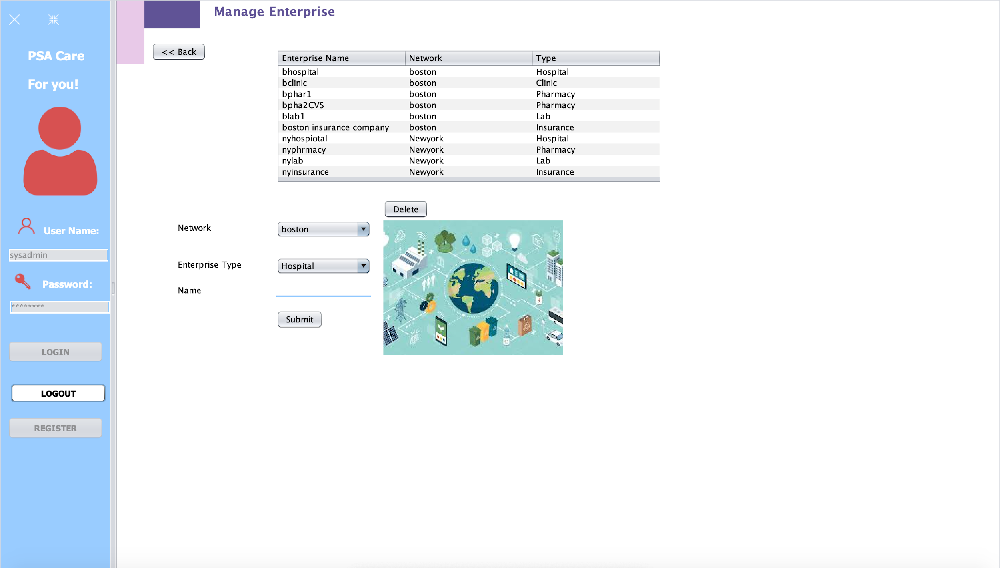 PSA Care
For you!
User Name:
sysadmin
Password:
********
LOGIN
LOGOUT
REGISTER
Manage Enterprise
<< Back
Enterprise Name Network Type
bhospital boston Hospital
bclinic boston Clinic
bphar1 boston Pharmacy
bpha2CVS boston Pharmacy
blab1 boston Lab
boston insurance company boston Insurance
nyhospiotal Newyork Hospital
nyphrmacy Newyork Pharmacy
nylab Newyork Lab
nyinsurance Newyork Insurance
Delete
Network boston
Enterprise Type Hospital
Name
Submit